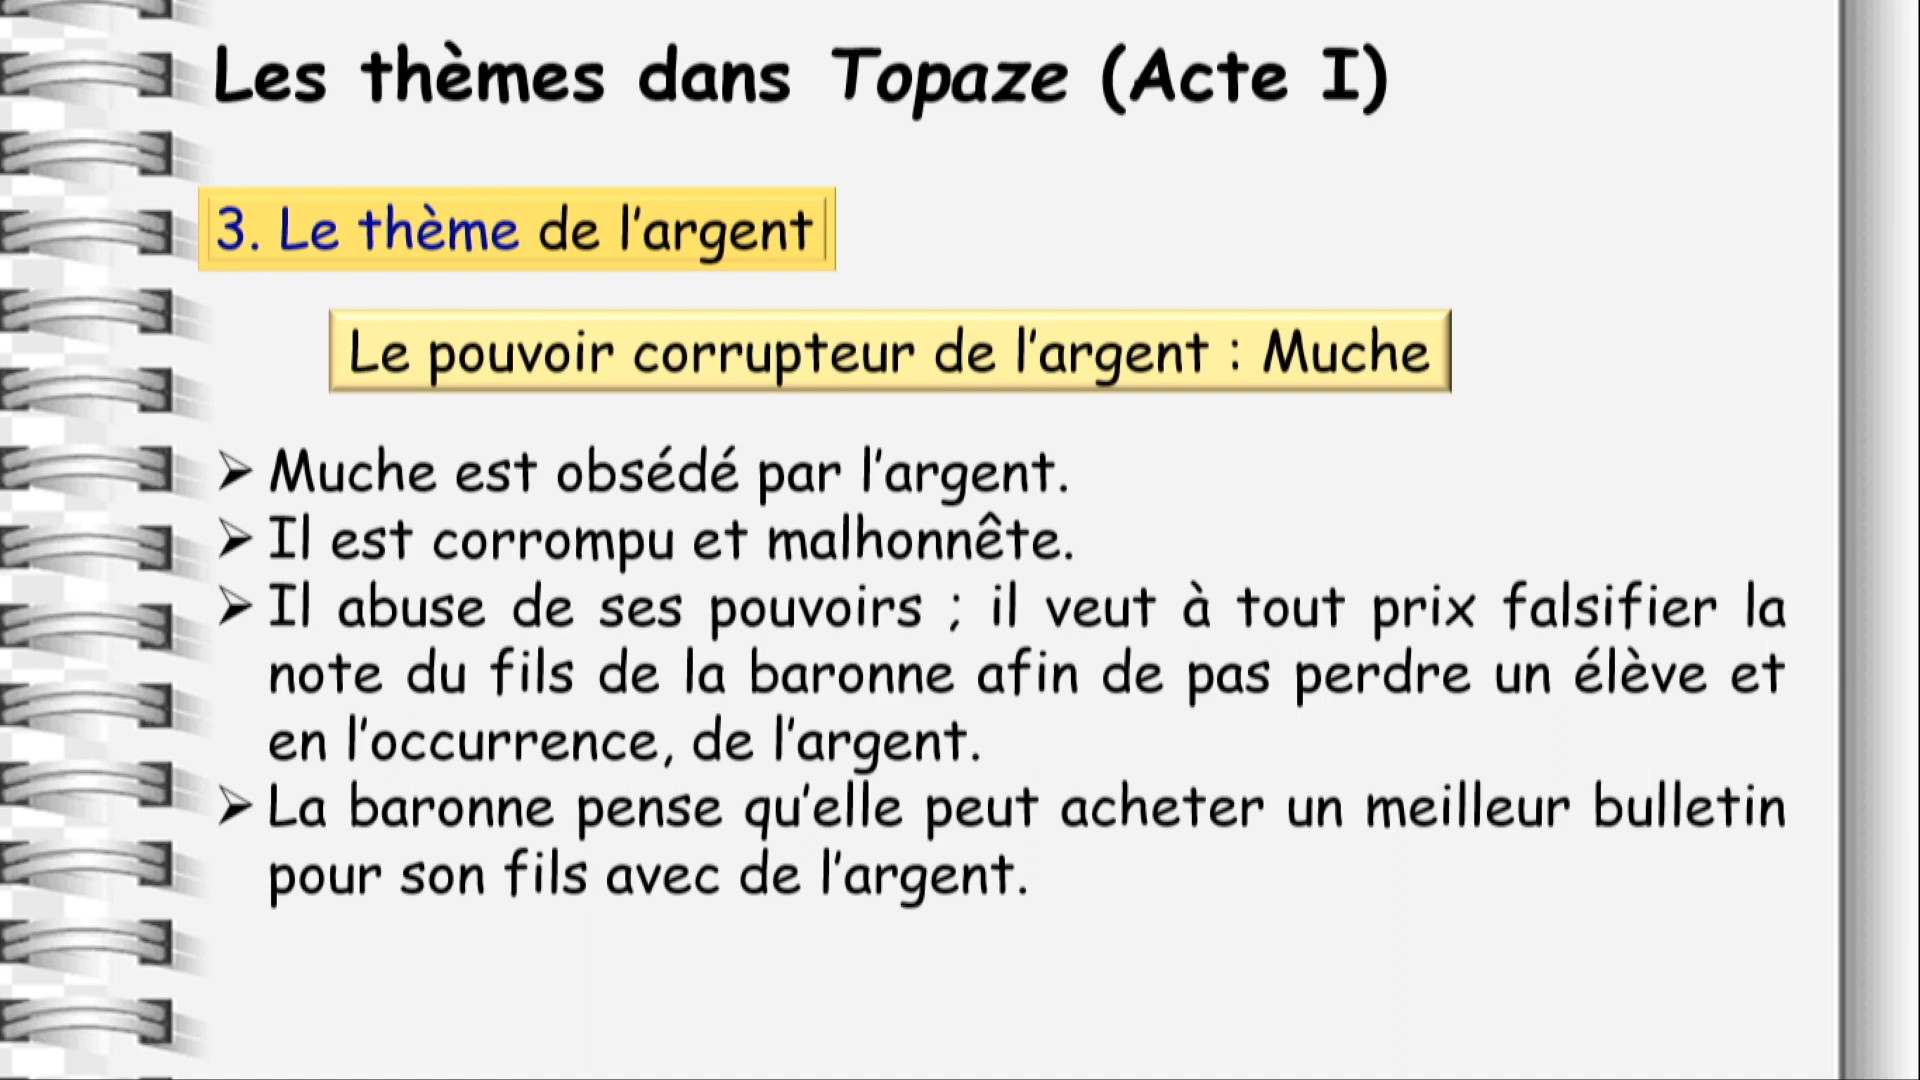 Les thèmes dans Topaze (Acte I)
3. Le thème de l'argent
Le pouvoir corrupteur de l'argent : Muche
➢ Muche est obsédé par l'argent.
➢ Il est corrompu et malhonnête.
➢ Il abuse de ses pouvoirs ; il veut à tout prix falsifier la
note du fils de la baronne afin de pas perdre un élève et
en l'occurrence, de l'argent.
➢ La baronne pense qu'elle peut acheter un meilleur bulletin
pour son fils avec de l'argent.